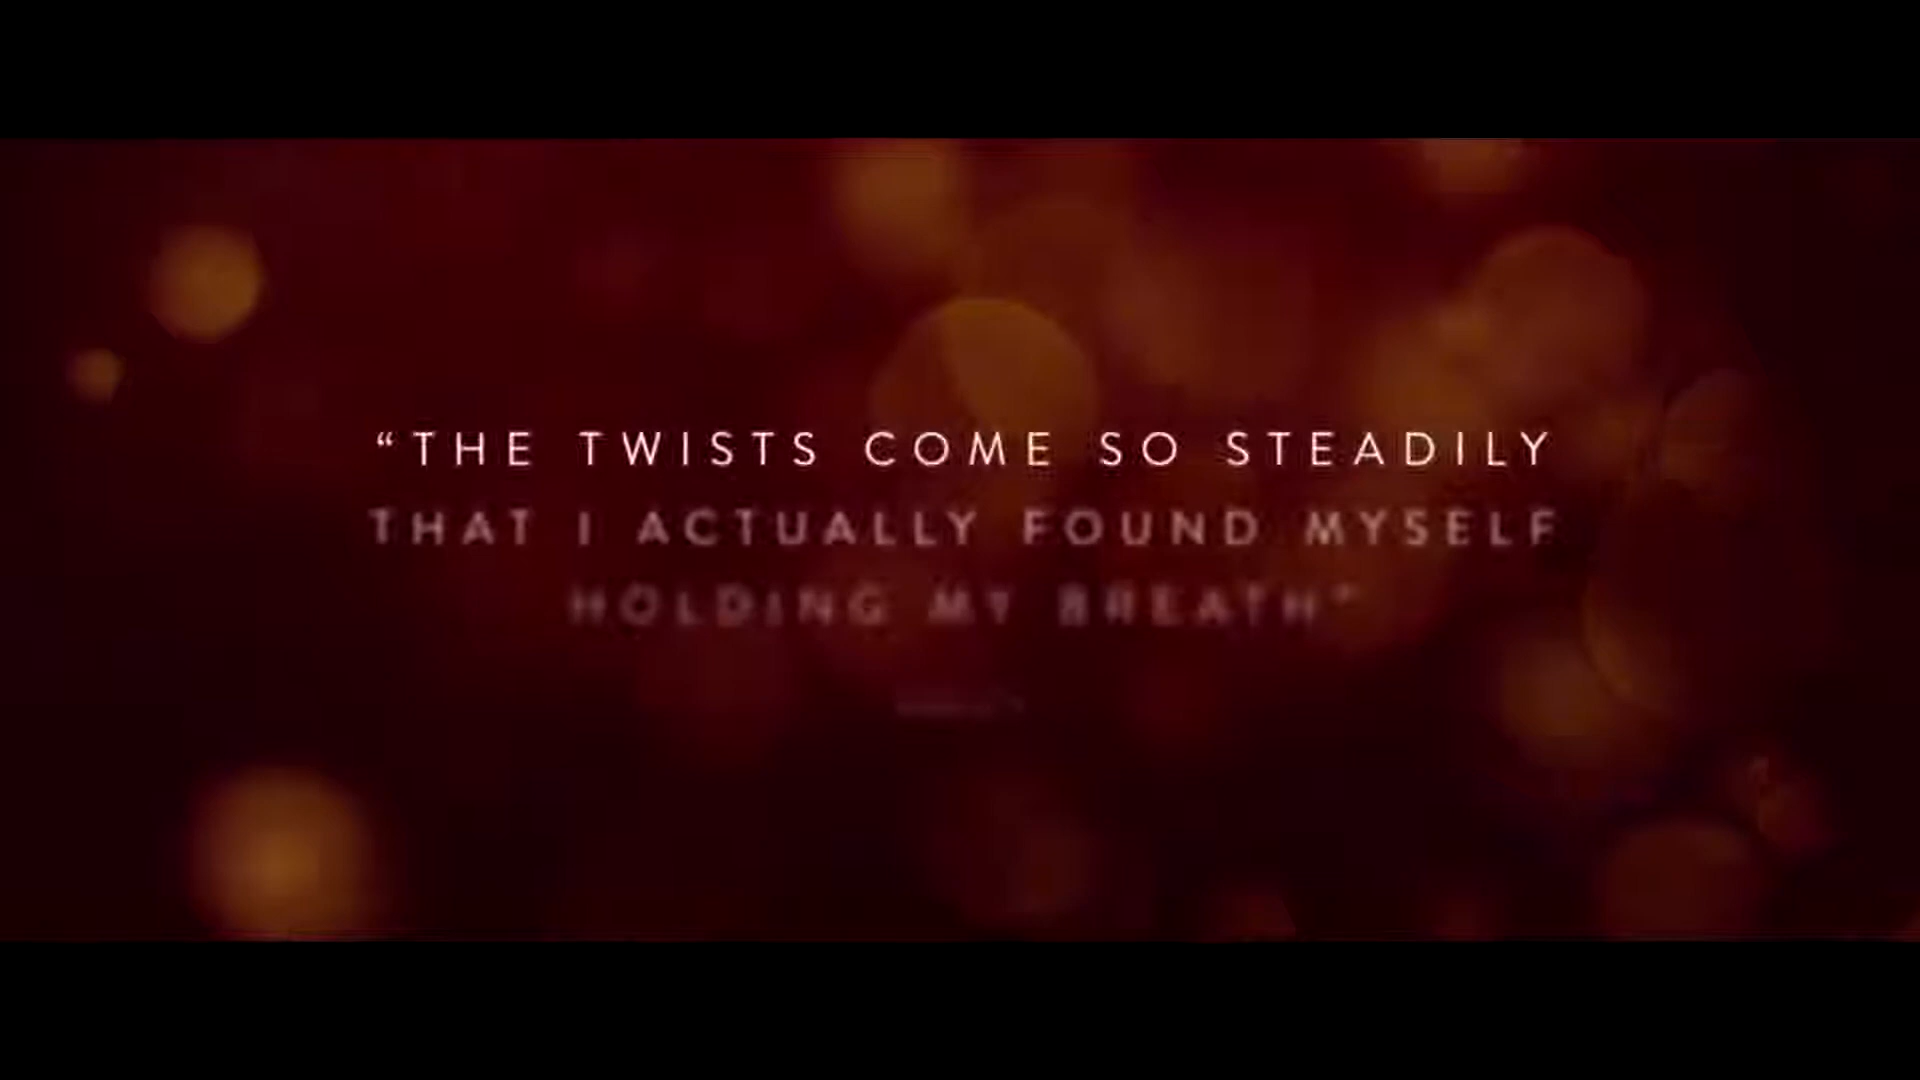 “THE TWISTS COME SO STEADILY
THAT I ACTUALLY FOUND MYSELF
HOLDING MY BREATH”